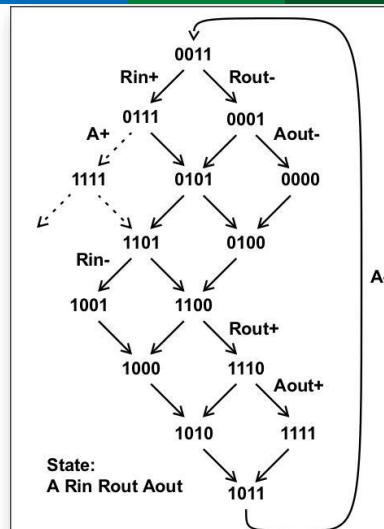 0011
Rin+ Rout-
0111 0001
A+ Aout-
1111 0101 0000
1101 0100
Rin-
1001 1100
Rout+
1000 1110
Aout+
1010 1111
State:
A Rin Rout Aout
1011